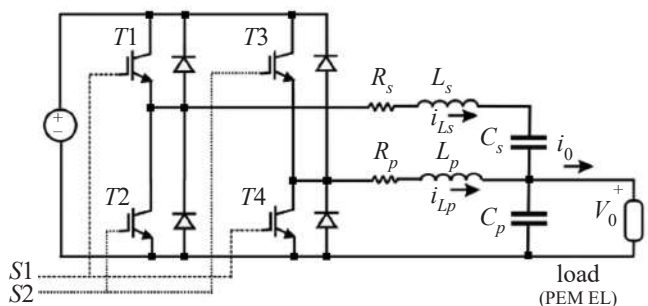 T1
T3
R_s
L_s
i_Ls
C_s
i_0
+
−
R_p
L_p
i_Lp
T2
T4
C_p
+
V_0
S1
S2
load
(PEM EL)